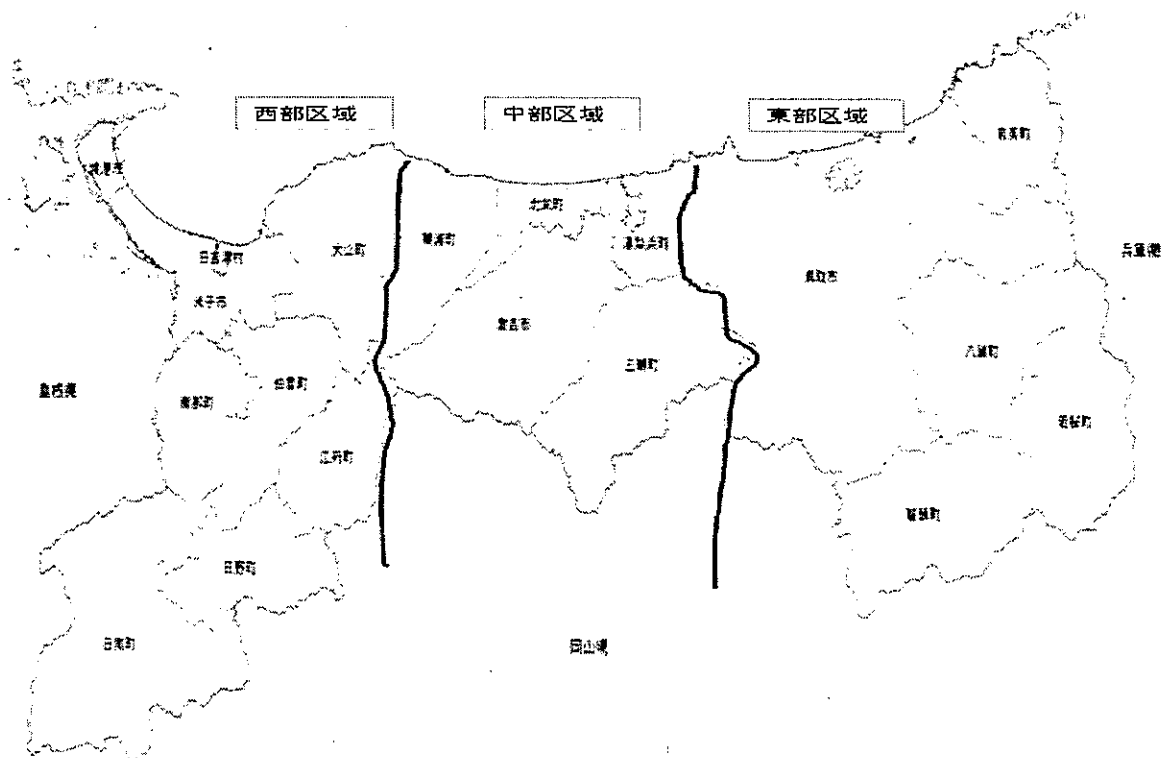 西部区域
中部区域
東部区域
岩美町
境港市
北栄町
大山町
琴浦町
湯梨浜町
日吉津村
兵庫県
鳥取市
米子市
倉吉市
八頭町
三朝町
伯耆町
島根県
南部町
若桜町
江府町
智頭町
日野町
日南町
岡山県